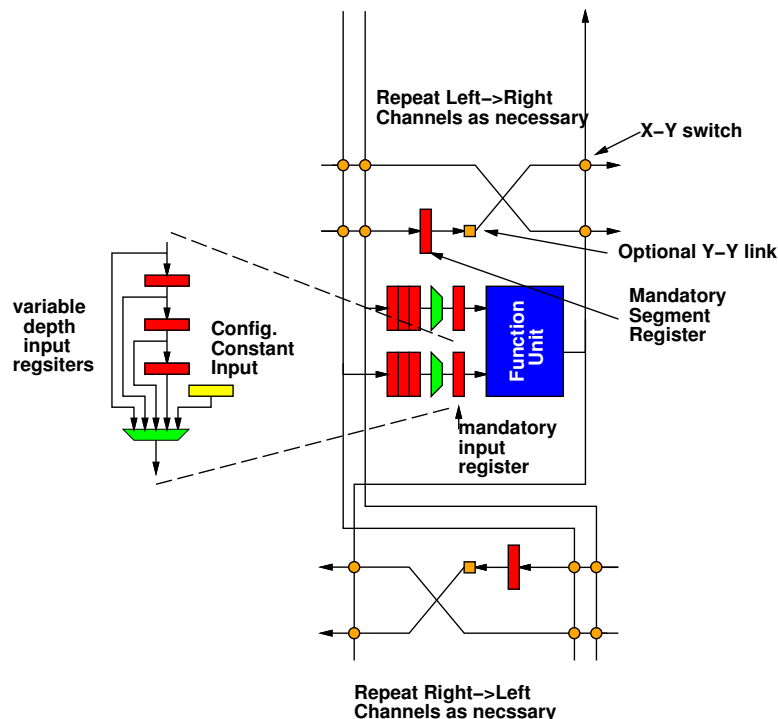 Repeat Left->Right
Channels as necessary
X-Y switch
Optional Y-Y link
Mandatory
Segment
Register
variable
depth
input
regsiters
Config.
Constant
Input
Function
Unit
mandatory
input
register
Repeat Right->Left
Channels as necssary